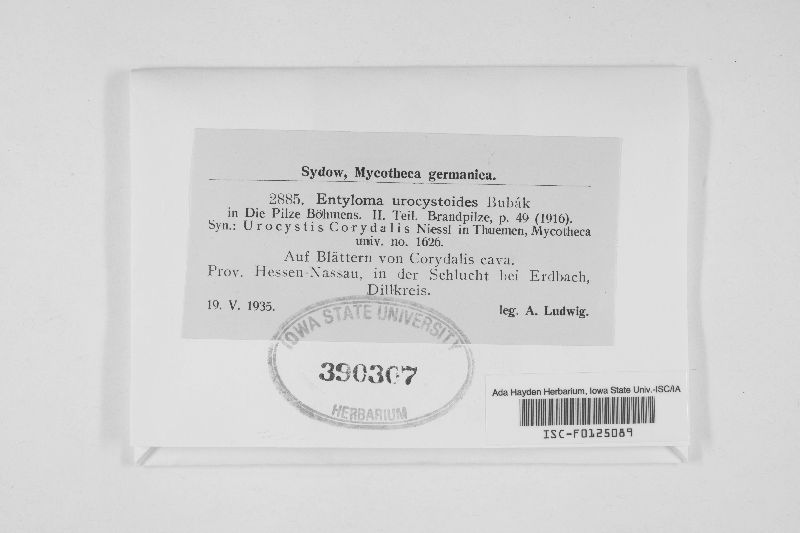 Sydow, Mycotheca germanica.
2885. Entyloma urocystoides Bubák
in Die Pilze Böhmens. II. Teil. Brandpilze, p. 49 (1916).
Syn.: Urocystis Corydalis Niessl in Thuemen, Mycotheca
univ. no. 1626.
Auf Blättern von Corydalis cava.
Prov. Hessen-Nassau, in der Schlucht bei Erdbach,
Dillkreis.
19. V. 1935. leg. A. Ludwig.
IOWA STATE UNIVERSITY
390307
HERBARIUM
Ada Hayden Herbarium, Iowa State Univ.-ISC/IA
ISC-F0125089